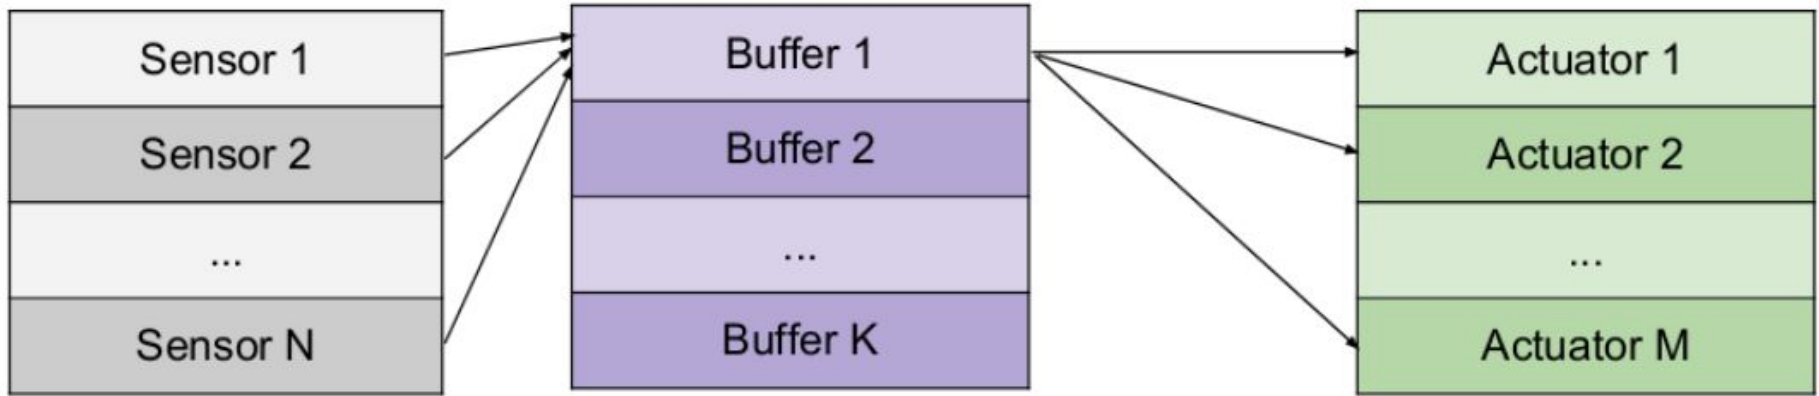 Sensor 1
Sensor 2
...
Sensor N
Buffer 1
Buffer 2
...
Buffer K
Actuator 1
Actuator 2
...
Actuator M